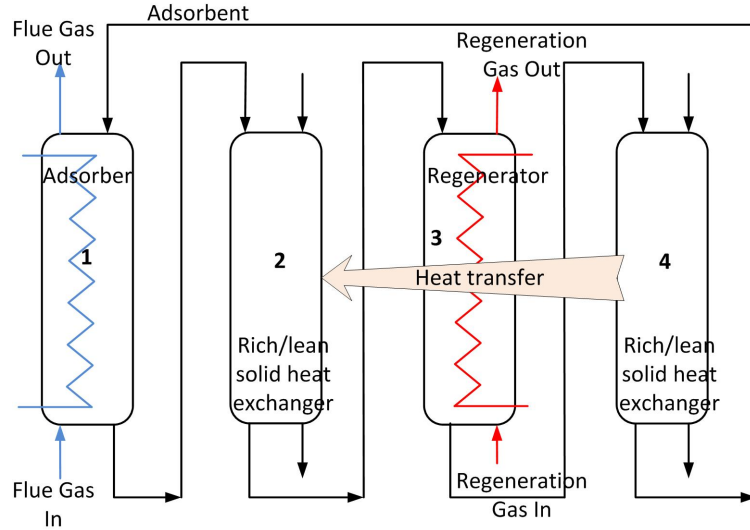 Adsorbent
Flue Gas
Out
Regeneration
Gas Out
Adsorber
Regenerator
1
2
3
4
Heat transfer
Rich/lean
solid heat
exchanger
Rich/lean
solid heat
exchanger
Flue Gas
In
Regeneration
Gas In